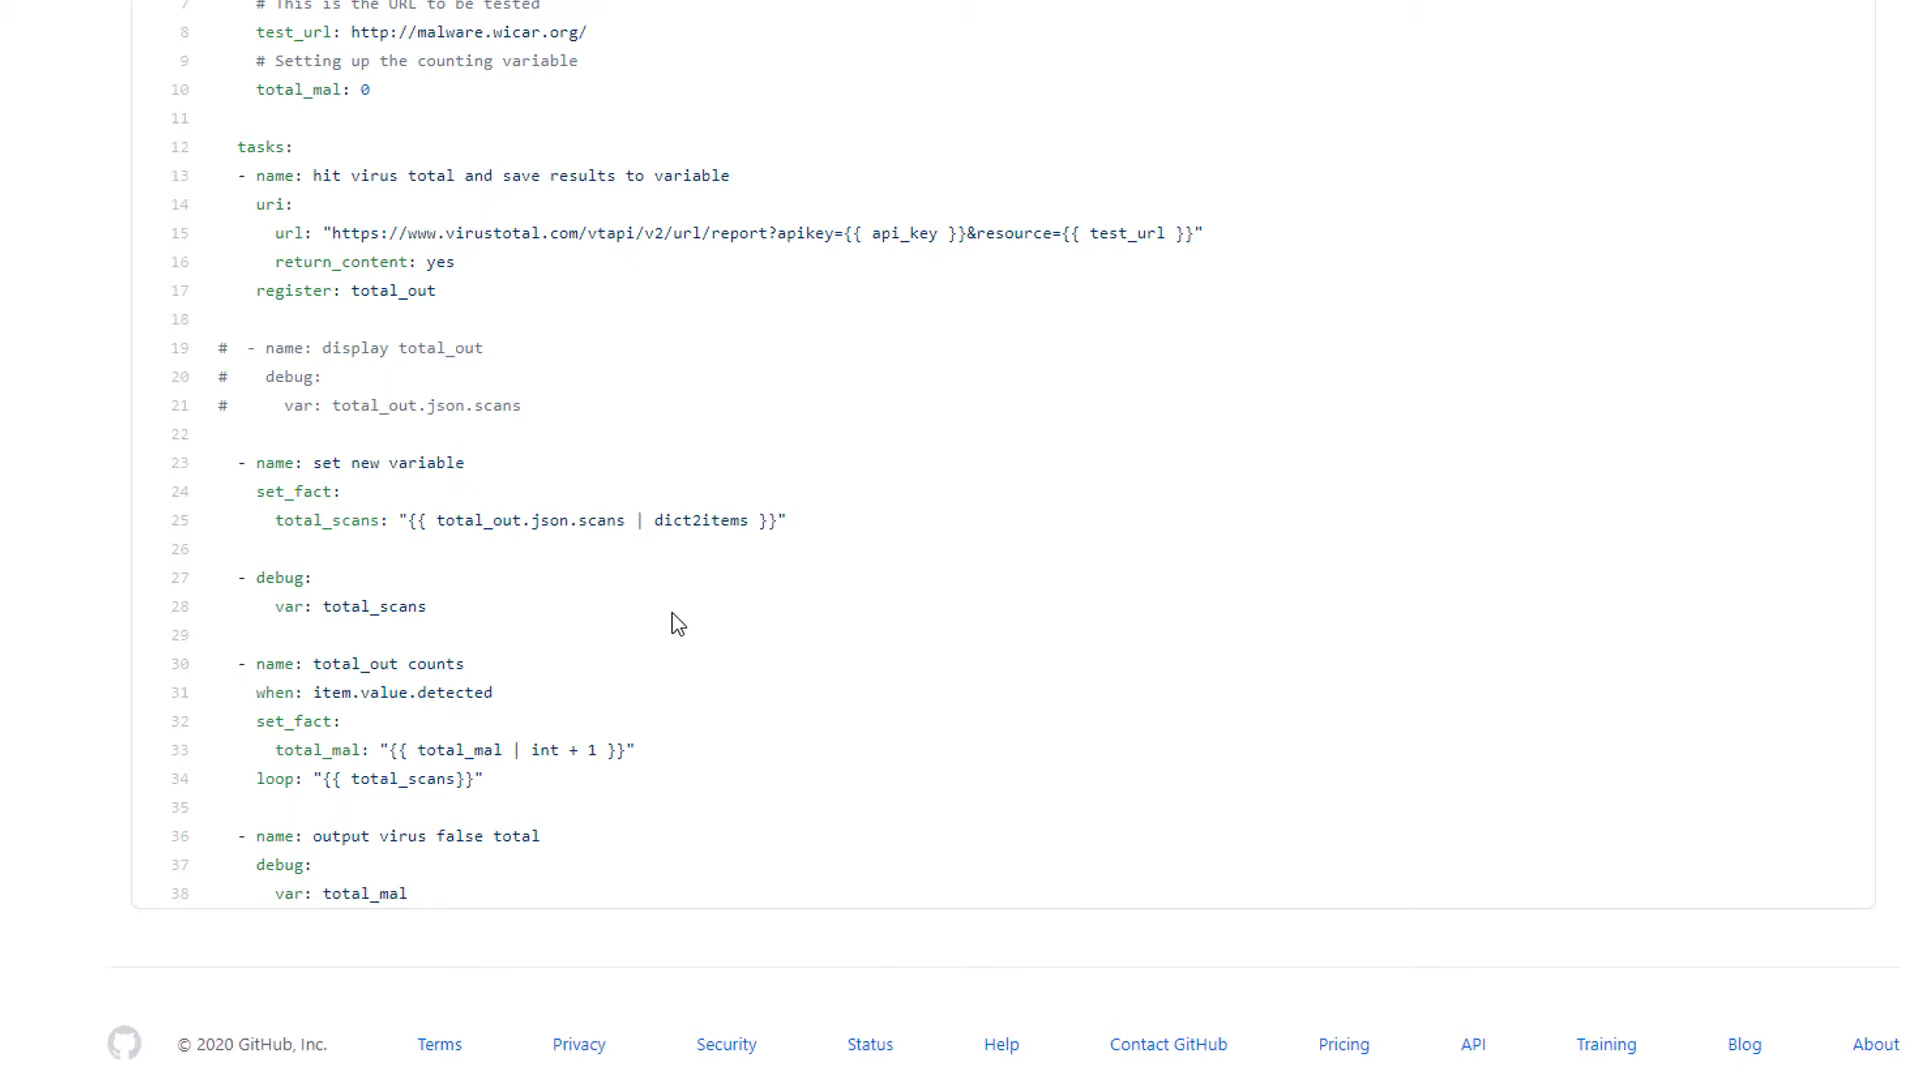 7 # This is the URL to be tested
8 test_url: http://malware.wicar.org/
9 # Setting up the counting variable
10 total_mal: 0
11
12 tasks:
13 - name: hit virus total and save results to variable
14 uri:
15 url: "https://www.virustotal.com/vtapi/v2/url/report?apikey={{ api_key }}&resource={{ test_url }}"
16 return_content: yes
17 register: total_out
18
19 # - name: display total_out
20 # debug:
21 # var: total_out.json.scans
22
23 - name: set new variable
24 set_fact:
25 total_scans: "{{ total_out.json.scans | dict2items }}"
26
27 - debug:
28 var: total_scans
29
30 - name: total_out counts
31 when: item.value.detected
32 set_fact:
33 total_mal: "{{ total_mal | int + 1 }}"
34 loop: "{{ total_scans}}"
35
36 - name: output virus false total
37 debug:
38 var: total_mal
© 2020 GitHub, Inc. Terms Privacy Security Status Help Contact GitHub Pricing API Training Blog About